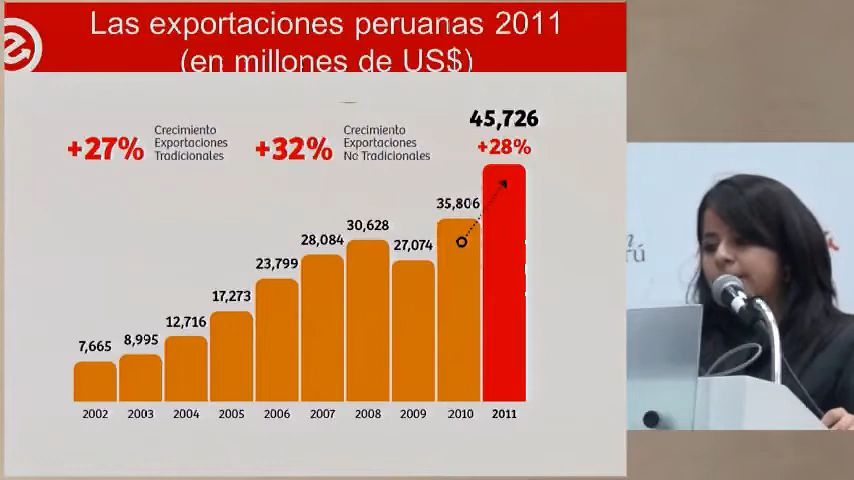 Las exportaciones peruanas 2011
(en millones de US$)
+27%
Crecimiento
Exportaciones
Tradicionales
+32%
Crecimiento
Exportaciones
No Tradicionales
45,726
+28%
7,665
8,995
12,716
17,273
23,799
28,084
30,628
27,074
35,806
2002
2003
2004
2005
2006
2007
2008
2009
2010
2011
rú